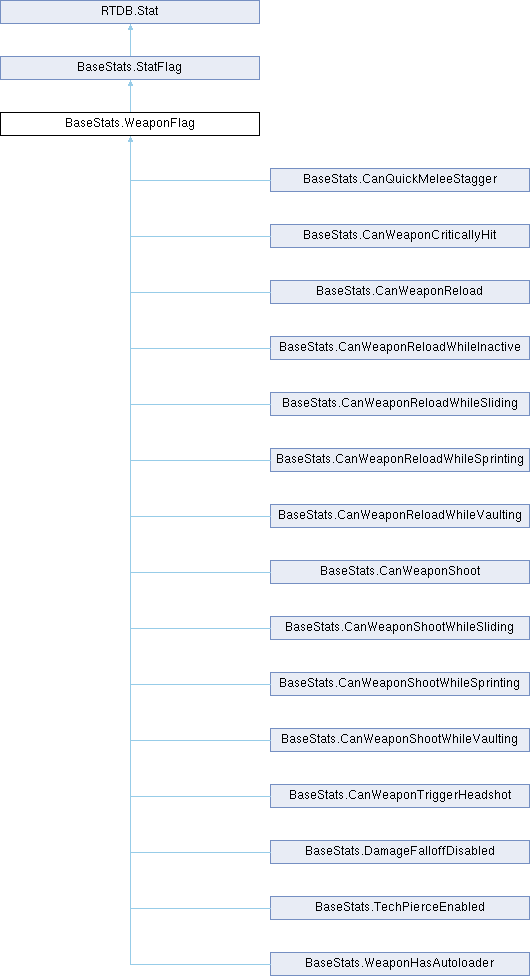 RTDB.Stat
BaseStats.StatFlag
BaseStats.WeaponFlag
BaseStats.CanQuickMeleeStagger
BaseStats.CanWeaponCriticallyHit
BaseStats.CanWeaponReload
BaseStats.CanWeaponReloadWhileInactive
BaseStats.CanWeaponReloadWhileSliding
BaseStats.CanWeaponReloadWhileSprinting
BaseStats.CanWeaponReloadWhileVaulting
BaseStats.CanWeaponShoot
BaseStats.CanWeaponShootWhileSliding
BaseStats.CanWeaponShootWhileSprinting
BaseStats.CanWeaponShootWhileVaulting
BaseStats.CanWeaponTriggerHeadshot
BaseStats.DamageFalloffDisabled
BaseStats.TechPierceEnabled
BaseStats.WeaponHasAutoloader